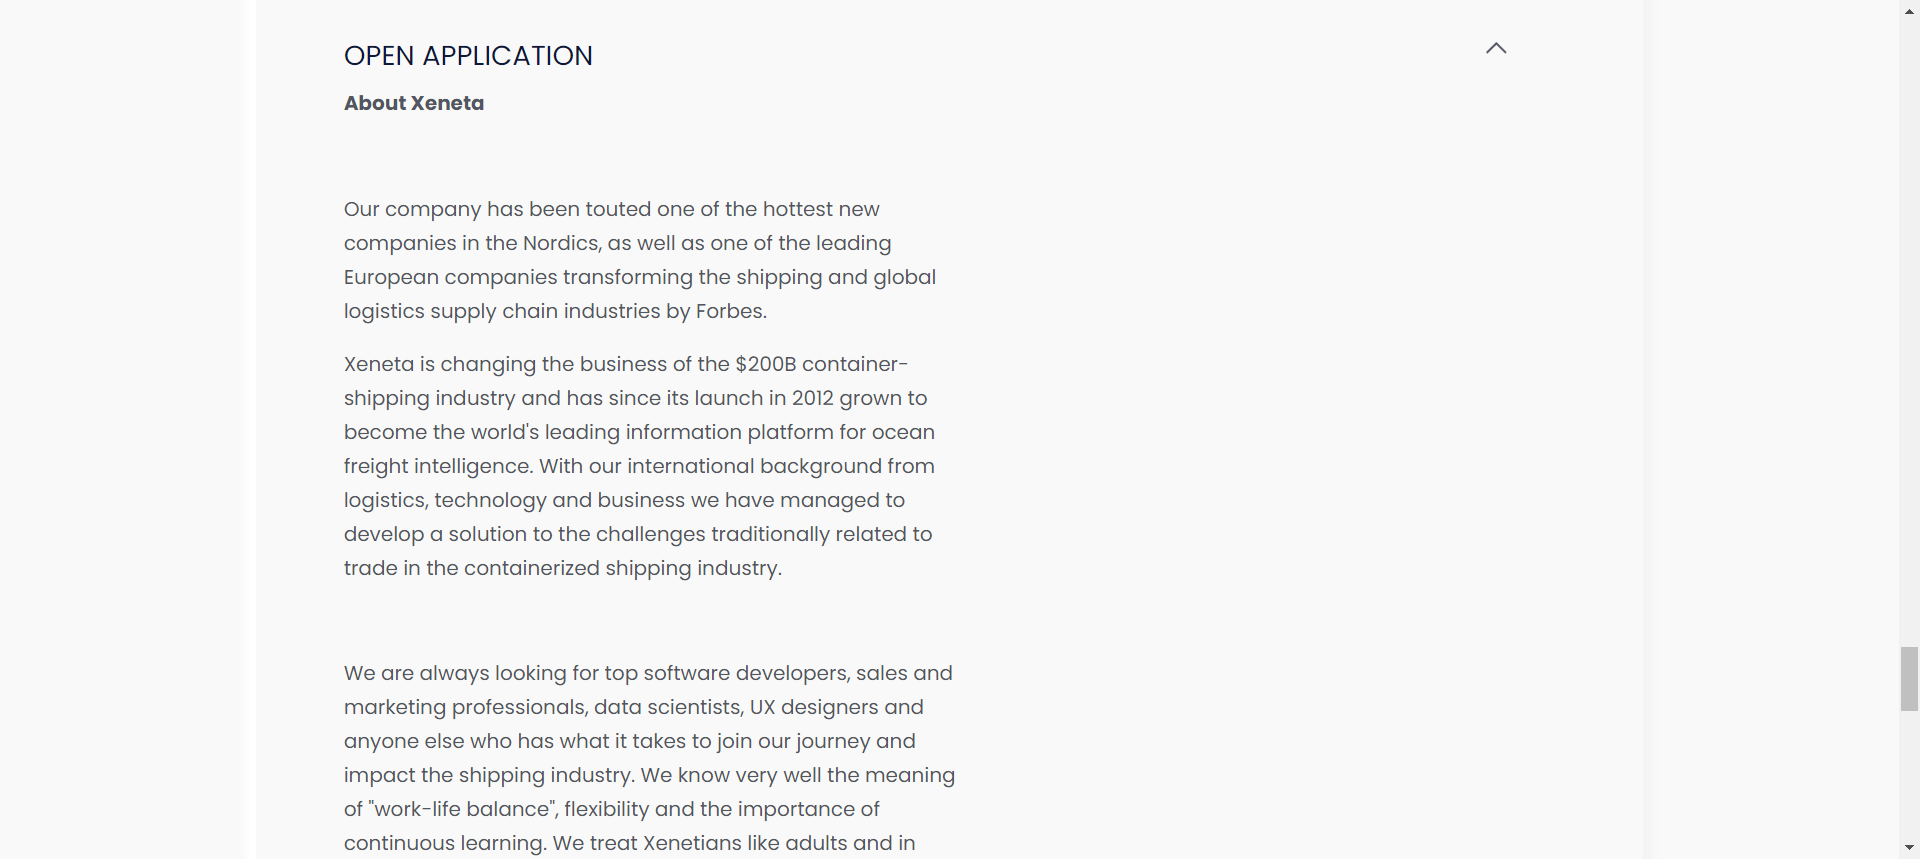 OPEN APPLICATION
About Xeneta
Our company has been touted one of the hottest new
companies in the Nordics, as well as one of the leading
European companies transforming the shipping and global
logistics supply chain industries by Forbes.
Xeneta is changing the business of the $200B container-
shipping industry and has since its launch in 2012 grown to
become the world's leading information platform for ocean
freight intelligence. With our international background from
logistics, technology and business we have managed to
develop a solution to the challenges traditionally related to
trade in the containerized shipping industry.
We are always looking for top software developers, sales and
marketing professionals, data scientists, UX designers and
anyone else who has what it takes to join our journey and
impact the shipping industry. We know very well the meaning
of "work-life balance", flexibility and the importance of
continuous learning. We treat Xenetians like adults and in